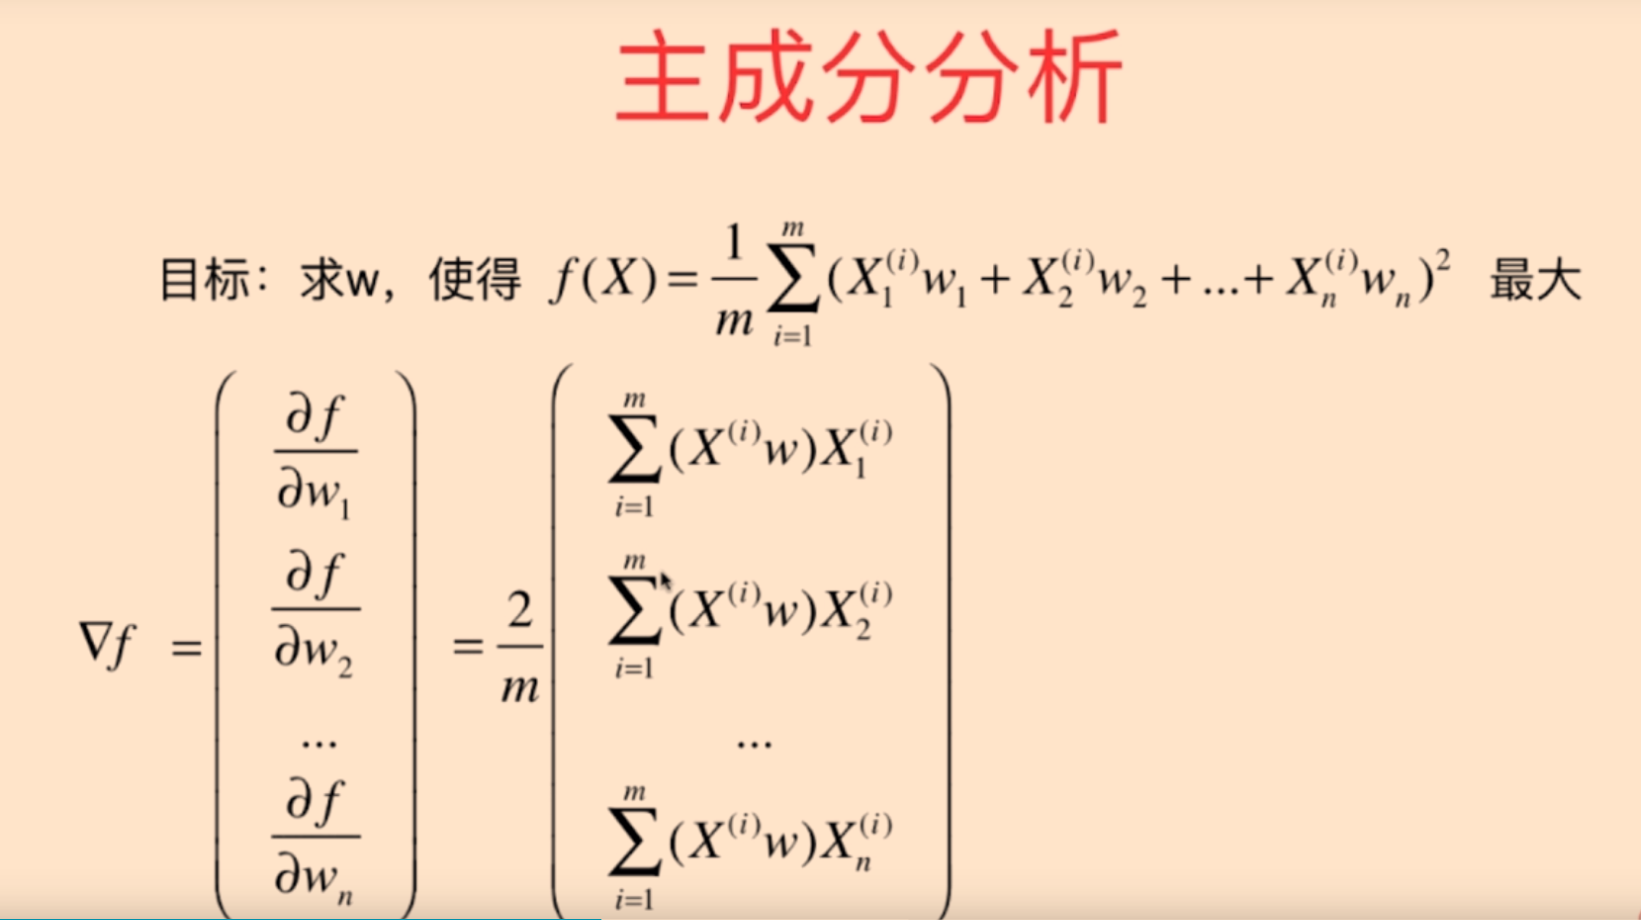 主成分分析
目标：求w，使得 f(X) = \frac{1}{m} \sum_{i=1}^{m} (X_1^{(i)} w_1 + X_2^{(i)} w_2 + ... + X_n^{(i)} w_n)^2 最大
\nabla f = \begin{pmatrix} \frac{\partial f}{\partial w_1} \\ \frac{\partial f}{\partial w_2} \\ ... \\ \frac{\partial f}{\partial w_n} \end{pmatrix} = \frac{2}{m} \begin{pmatrix} \sum_{i=1}^{m} (X^{(i)} w) X_1^{(i)} \\ \sum_{i=1}^{m} (X^{(i)} w) X_2^{(i)} \\ ... \\ \sum_{i=1}^{m} (X^{(i)} w) X_n^{(i)} \end{pmatrix}